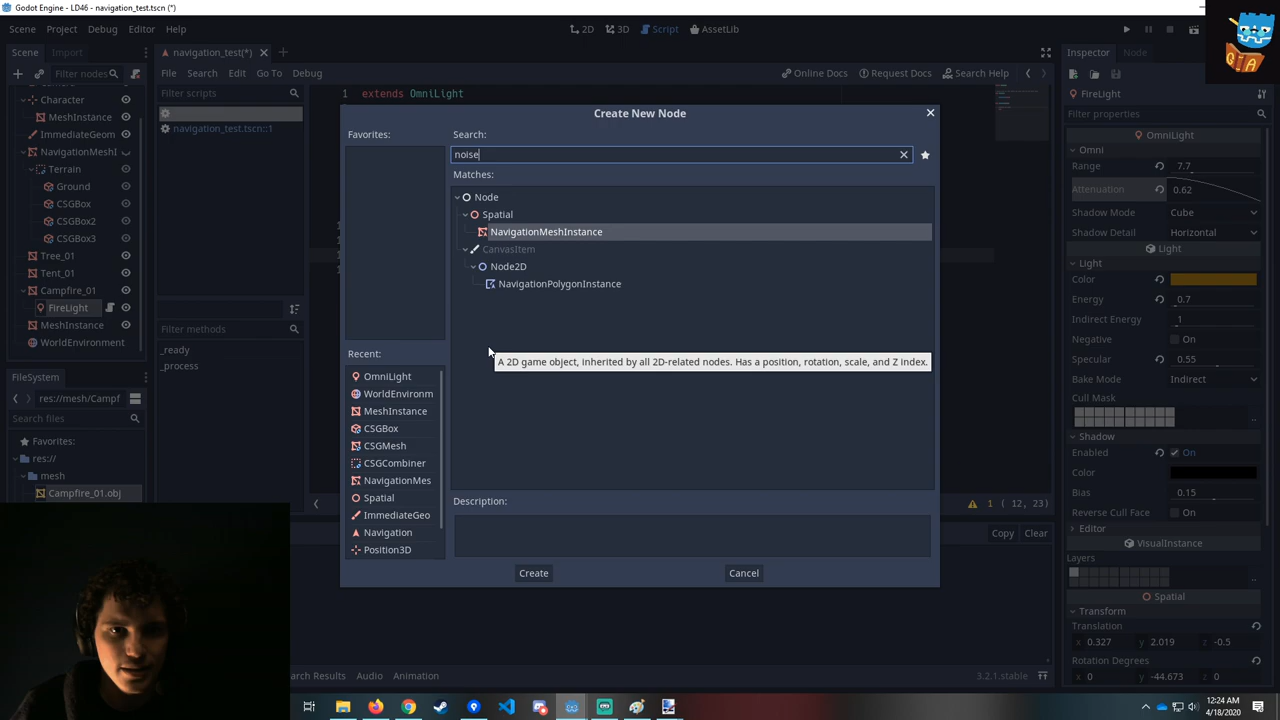 Godot Engine - LD46 - navigation_test.tscn (*)
Scene Project Debug Editor Help
2D 3D Script AssetLib
Scene Import
navigation_test(*)
Inspector Node
Filter nodes
File Search Edit Go To Debug
Online Docs Request Docs Search Help
Filter scripts
navigation_test.tscn::1
Character
MeshInstance
ImmediateGeom
NavigationMeshI
Terrain
Ground
CSGBox
CSGBox2
CSGBox3
Tree_01
Tent_01
Campfire_01
FireLight
MeshInstance
WorldEnvironment
Filter methods
_ready
_process
FileSystem
res://mesh/Campf
Search files
Favorites:
res://
mesh
Campfire_01.obj
1 extends OmniLight
Create New Node
Favorites:
Search:
noise
Matches:
Node
Spatial
NavigationMeshInstance
CanvasItem
Node2D
NavigationPolygonInstance
A 2D game object, inherited by all 2D-related nodes. Has a position, rotation, scale, and Z index.
Recent:
OmniLight
WorldEnvironm
MeshInstance
CSGBox
CSGMesh
CSGCombiner
NavigationMes
Spatial
ImmediateGeo
Navigation
Position3D
Description:
Create Cancel
1 ( 12, 23)
Copy Clear
arch Results Audio Animation
3.2.1.stable
FireLight
Filter properties
OmniLight
Omni
Range 7.7
Attenuation 0.62
Shadow Mode Cube
Shadow Detail Horizontal
Light
Light
Color
Energy 0.7
Indirect Energy 1
Negative On
Specular 0.55
Bake Mode Indirect
Cull Mask
Shadow
Enabled On
Color
Bias 0.15
Reverse Cull Face On
Editor
VisualInstance
Layers
Spatial
Transform
Translation
x 0.327 y 2.019 z -0.5
Rotation Degrees
x 0 y -44.673 z 0
12:24 AM
4/18/2020
Q A